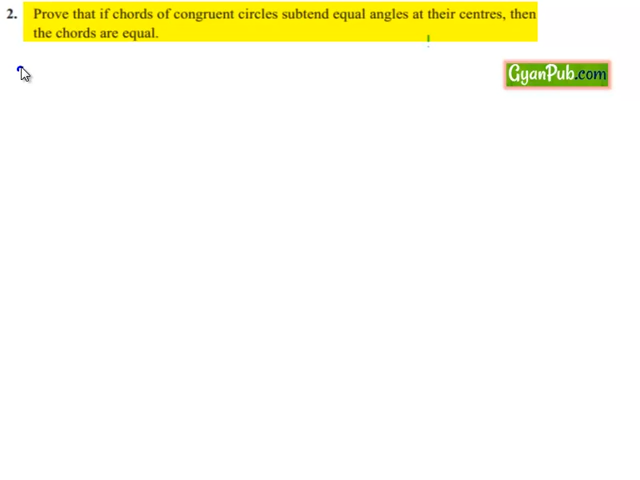 2. Prove that if chords of congruent circles subtend equal angles at their centres, then
the chords are equal.
GyanPub.com